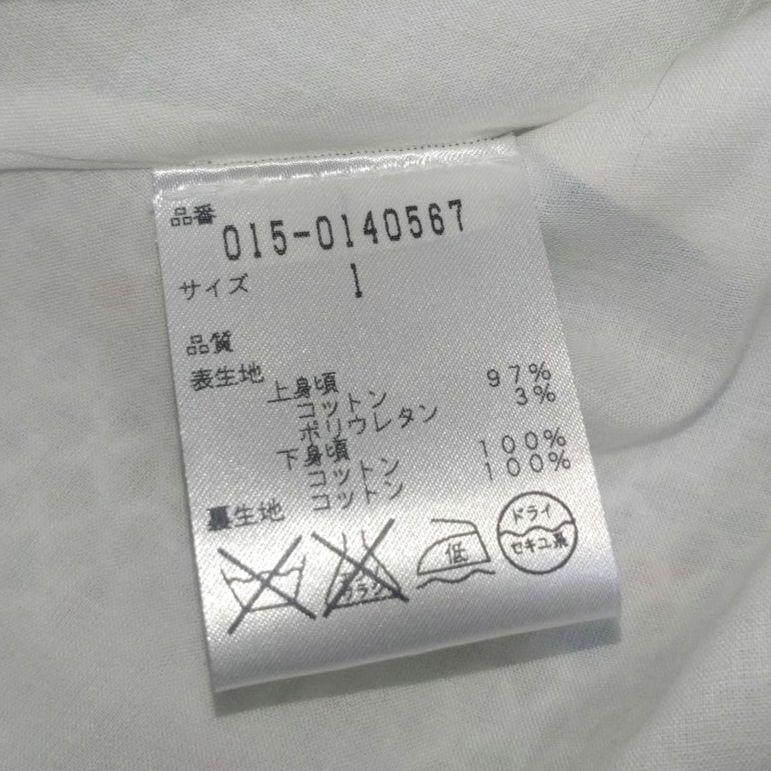 品番 015-0140567
サイズ 1
品質
表生地
上身頃
コットン 97%
ポリウレタン 3%
下身頃
コットン 100%
裏生地 コットン 100%
低
ドライ
セキユ系